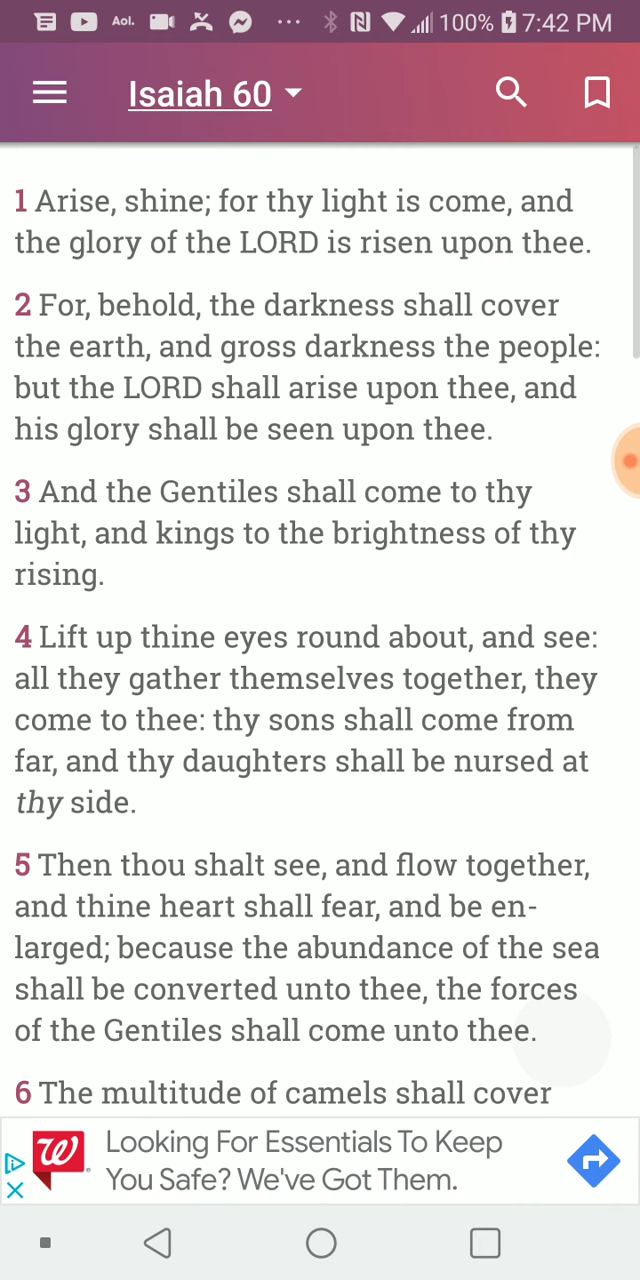 Aol. 100% 7:42 PM
Isaiah 60
1 Arise, shine; for thy light is come, and
the glory of the LORD is risen upon thee.
2 For, behold, the darkness shall cover
the earth, and gross darkness the people:
but the LORD shall arise upon thee, and
his glory shall be seen upon thee.
3 And the Gentiles shall come to thy
light, and kings to the brightness of thy
rising.
4 Lift up thine eyes round about, and see:
all they gather themselves together, they
come to thee: thy sons shall come from
far, and thy daughters shall be nursed at
thy side.
5 Then thou shalt see, and flow together,
and thine heart shall fear, and be en-
larged; because the abundance of the sea
shall be converted unto thee, the forces
of the Gentiles shall come unto thee.
6 The multitude of camels shall cover
W
Looking For Essentials To Keep
You Safe? We've Got Them.